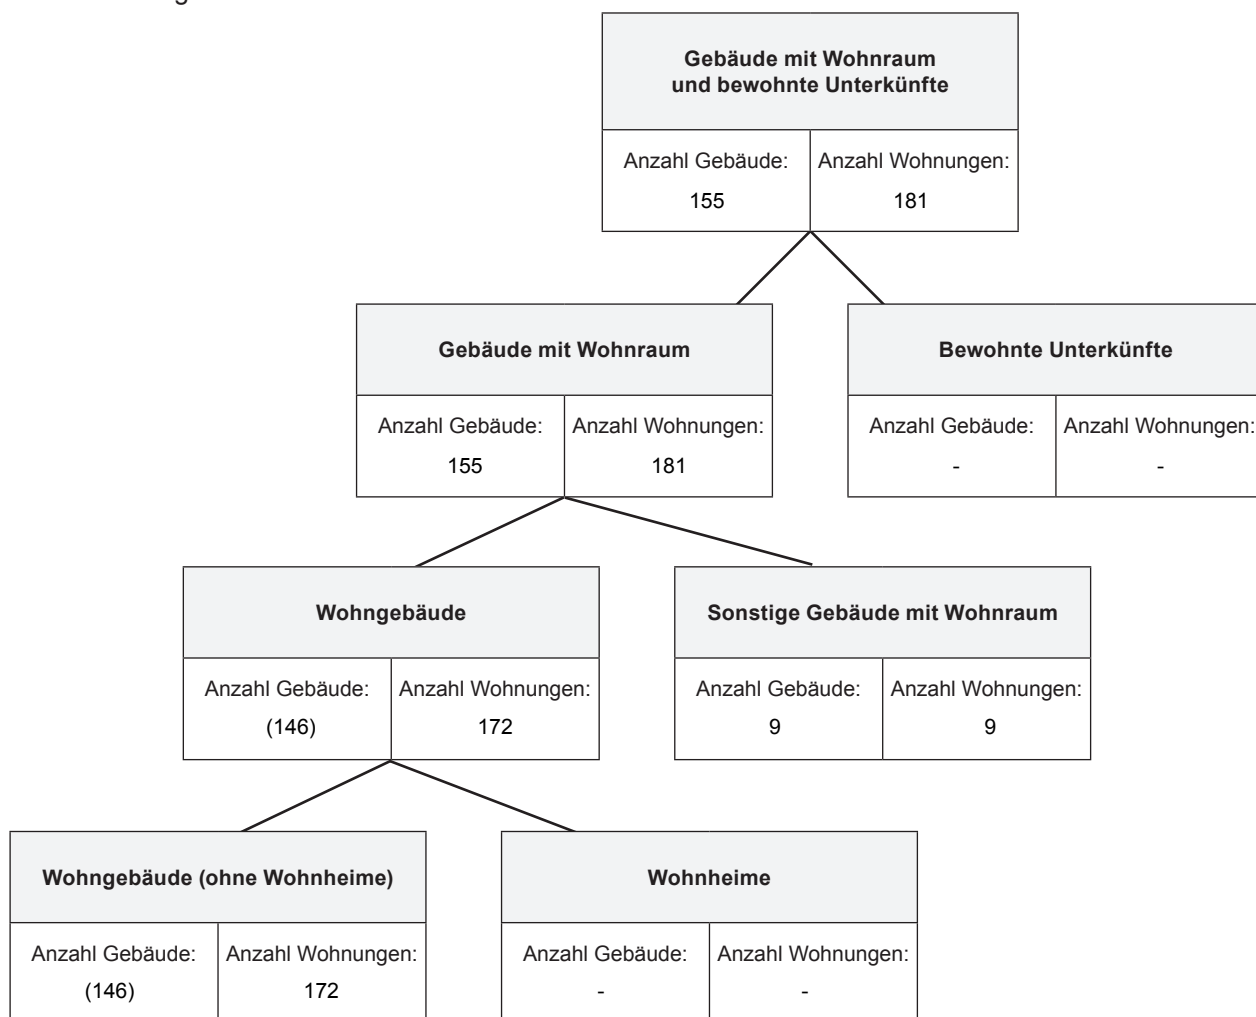 Gebäude mit Wohnraum
und bewohnte Unterkünfte
Anzahl Gebäude: Anzahl Wohnungen:
155 181
Gebäude mit Wohnraum
Anzahl Gebäude: Anzahl Wohnungen:
155 181
Bewohnte Unterkünfte
Anzahl Gebäude: Anzahl Wohnungen:
- -
Wohngebäude
Anzahl Gebäude: Anzahl Wohnungen:
(146) 172
Sonstige Gebäude mit Wohnraum
Anzahl Gebäude: Anzahl Wohnungen:
9 9
Wohngebäude (ohne Wohnheime)
Anzahl Gebäude: Anzahl Wohnungen:
(146) 172
Wohnheime
Anzahl Gebäude: Anzahl Wohnungen:
- -